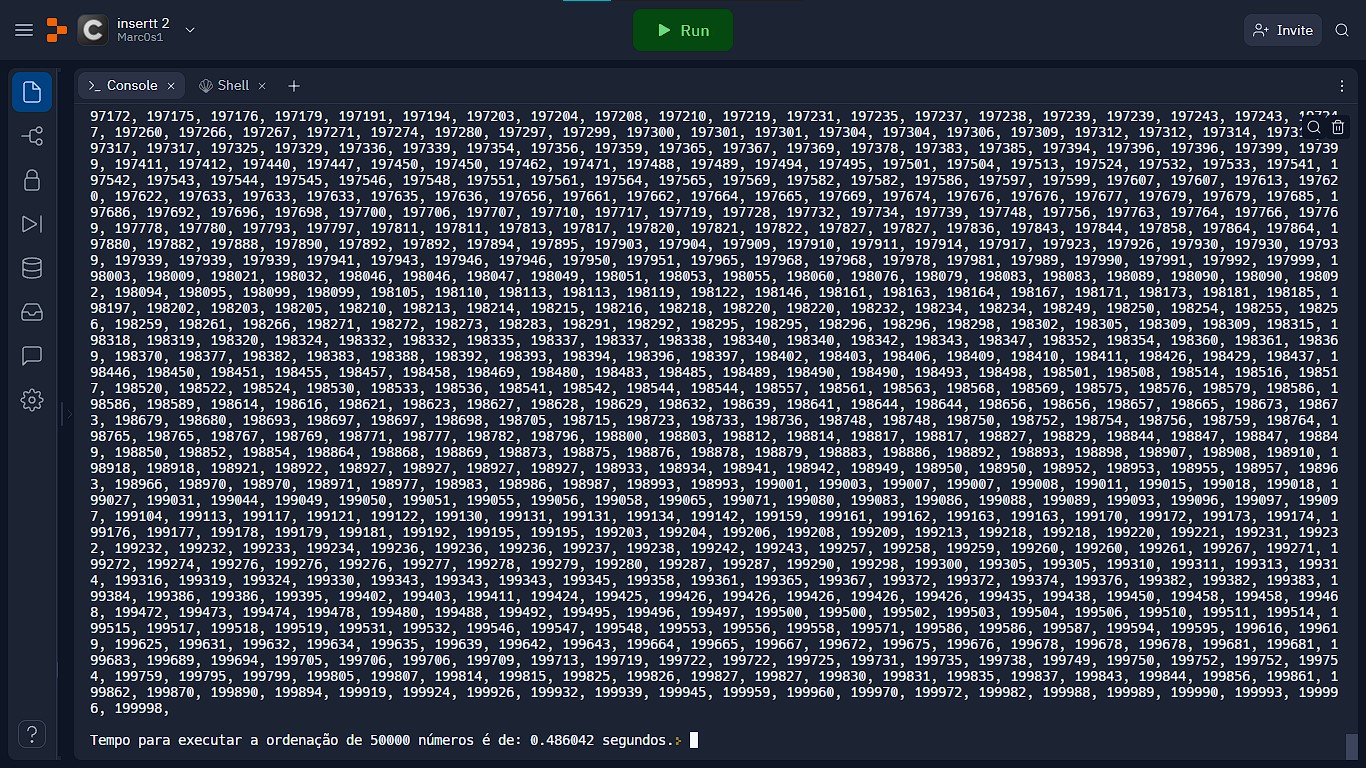 insertt 2
Marc0s1
Run
Invite
Console
Shell
97172, 197175, 197176, 197179, 197191, 197194, 197203, 197204, 197208, 197210, 197219, 197231, 197235, 197237, 197238, 197239, 197239, 197243, 197243, 19724
7, 197260, 197266, 197267, 197271, 197274, 197280, 197297, 197299, 197300, 197301, 197301, 197304, 197304, 197306, 197309, 197312, 197312, 197314,
97317, 197317, 197325, 197329, 197336, 197339, 197354, 197356, 197359, 197365, 197367, 197369, 197378, 197383, 197385, 197394, 197396, 197396, 197399, 19739
9, 197411, 197412, 197440, 197447, 197450, 197450, 197462, 197471, 197488, 197489, 197494, 197495, 197501, 197504, 197513, 197524, 197532, 197533, 197541, 1
97542, 197543, 197544, 197545, 197546, 197548, 197551, 197561, 197564, 197565, 197569, 197582, 197582, 197586, 197597, 197599, 197607, 197607, 197613, 19762
0, 197622, 197633, 197633, 197633, 197635, 197636, 197656, 197661, 197662, 197664, 197665, 197669, 197674, 197676, 197676, 197677, 197679, 197679, 197685, 1
97686, 197692, 197696, 197698, 197700, 197706, 197707, 197710, 197717, 197719, 197728, 197732, 197734, 197739, 197748, 197756, 197763, 197764, 197766, 19776
9, 197778, 197780, 197793, 197797, 197811, 197811, 197813, 197817, 197820, 197821, 197822, 197827, 197827, 197836, 197843, 197844, 197858, 197864, 197864, 1
97880, 197882, 197888, 197890, 197892, 197892, 197894, 197895, 197903, 197904, 197909, 197910, 197911, 197914, 197917, 197923, 197926, 197930, 197930, 19793
9, 197939, 197939, 197939, 197941, 197943, 197946, 197946, 197950, 197951, 197965, 197968, 197968, 197978, 197981, 197989, 197990, 197991, 197992, 197999, 1
98003, 198009, 198021, 198032, 198046, 198046, 198047, 198049, 198051, 198053, 198055, 198060, 198076, 198079, 198083, 198083, 198089, 198090, 198090, 19809
2, 198094, 198095, 198099, 198099, 198105, 198110, 198113, 198113, 198119, 198122, 198146, 198161, 198163, 198164, 198167, 198171, 198173, 198181, 198185, 1
98197, 198202, 198203, 198205, 198210, 198213, 198214, 198215, 198216, 198218, 198220, 198220, 198232, 198234, 198234, 198249, 198250, 198254, 198255, 19825
6, 198259, 198261, 198266, 198271, 198272, 198273, 198283, 198291, 198292, 198295, 198295, 198296, 198296, 198298, 198302, 198305, 198309, 198309, 198315, 1
98318, 198319, 198320, 198324, 198332, 198332, 198335, 198337, 198337, 198338, 198340, 198340, 198342, 198343, 198347, 198352, 198354, 198360, 198361, 19836
9, 198370, 198377, 198382, 198383, 198388, 198392, 198393, 198394, 198396, 198397, 198402, 198403, 198406, 198409, 198410, 198411, 198426, 198429, 198437, 1
98446, 198450, 198451, 198455, 198457, 198458, 198469, 198480, 198483, 198485, 198489, 198490, 198490, 198493, 198498, 198501, 198508, 198514, 198516, 19851
7, 198520, 198522, 198524, 198530, 198533, 198536, 198541, 198542, 198544, 198544, 198557, 198561, 198563, 198568, 198569, 198575, 198576, 198579, 198586, 1
98586, 198589, 198614, 198616, 198621, 198623, 198627, 198628, 198629, 198632, 198639, 198641, 198644, 198644, 198656, 198656, 198657, 198665, 198673, 19867
3, 198679, 198680, 198693, 198697, 198697, 198698, 198705, 198715, 198723, 198733, 198736, 198748, 198748, 198750, 198752, 198754, 198756, 198759, 198764, 1
98765, 198765, 198767, 198769, 198771, 198777, 198782, 198796, 198800, 198803, 198812, 198814, 198817, 198817, 198827, 198829, 198844, 198847, 198847, 19884
9, 198850, 198852, 198854, 198864, 198868, 198869, 198873, 198875, 198876, 198878, 198879, 198883, 198886, 198892, 198893, 198898, 198907, 198908, 198910, 1
98918, 198918, 198921, 198922, 198927, 198927, 198927, 198927, 198933, 198934, 198941, 198942, 198949, 198950, 198950, 198952, 198953, 198955, 198957, 19896
3, 198966, 198970, 198970, 198971, 198977, 198983, 198986, 198987, 198993, 198993, 199001, 199003, 199007, 199007, 199008, 199011, 199015, 199018, 199018, 1
99027, 199031, 199044, 199049, 199050, 199051, 199055, 199056, 199058, 199065, 199071, 199080, 199083, 199086, 199088, 199089, 199093, 199096, 199097, 19909
7, 199104, 199113, 199117, 199121, 199122, 199130, 199131, 199131, 199134, 199142, 199159, 199161, 199162, 199163, 199163, 199170, 199172, 199173, 199174, 1
99176, 199177, 199178, 199179, 199181, 199192, 199195, 199195, 199203, 199204, 199206, 199208, 199209, 199213, 199218, 199218, 199220, 199221, 199231, 19923
2, 199232, 199232, 199233, 199234, 199236, 199236, 199236, 199237, 199238, 199242, 199243, 199257, 199258, 199259, 199260, 199260, 199261, 199267, 199271, 1
99272, 199274, 199276, 199276, 199276, 199277, 199278, 199279, 199280, 199287, 199287, 199290, 199298, 199300, 199305, 199305, 199310, 199311, 199313, 19931
4, 199316, 199319, 199324, 199330, 199343, 199343, 199343, 199345, 199358, 199361, 199365, 199367, 199372, 199372, 199374, 199376, 199382, 199382, 199383, 1
99384, 199386, 199386, 199395, 199402, 199403, 199411, 199424, 199425, 199426, 199426, 199426, 199426, 199426, 199435, 199438, 199450, 199458, 199458, 19946
8, 199472, 199473, 199474, 199478, 199480, 199488, 199492, 199495, 199496, 199497, 199500, 199500, 199502, 199503, 199504, 199506, 199510, 199511, 199514, 1
99515, 199517, 199518, 199519, 199531, 199532, 199546, 199547, 199548, 199553, 199556, 199558, 199571, 199586, 199586, 199587, 199594, 199595, 199616, 19961
9, 199625, 199631, 199632, 199634, 199635, 199639, 199642, 199643, 199664, 199665, 199667, 199672, 199675, 199676, 199678, 199678, 199678, 199681, 199681, 1
99683, 199689, 199694, 199705, 199706, 199706, 199709, 199713, 199719, 199722, 199722, 199725, 199731, 199735, 199738, 199749, 199750, 199752, 199752, 19975
4, 199759, 199795, 199799, 199805, 199807, 199814, 199815, 199825, 199826, 199827, 199827, 199830, 199831, 199835, 199837, 199843, 199844, 199856, 199861, 1
99862, 199870, 199890, 199894, 199919, 199924, 199926, 199932, 199939, 199945, 199959, 199960, 199970, 199972, 199982, 199988, 199989, 199990, 199993, 19999
6, 199998,
Tempo para executar a ordenação de 50000 números é de: 0.486042 segundos.